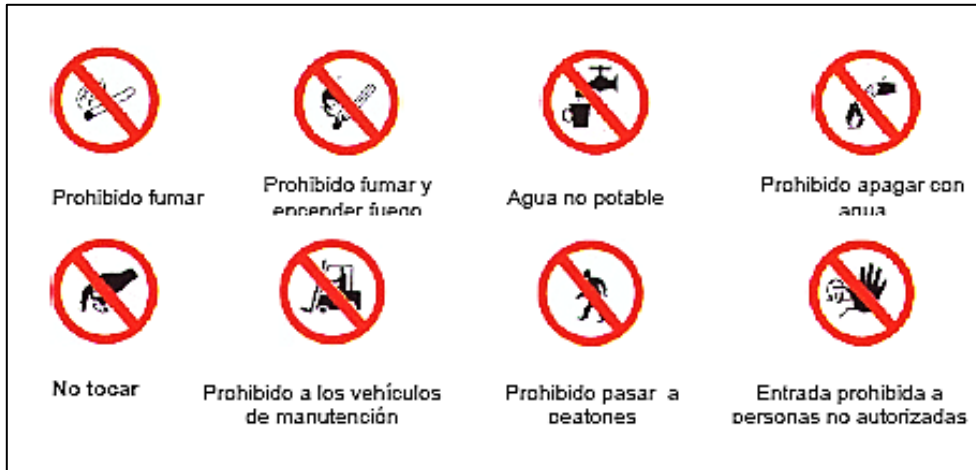 Prohibido fumar
Prohibido fumar y
encender fuego
Agua no potable
Prohibido apagar con
agua
No tocar
Prohibido a los vehículos
de manutención
Prohibido pasar a
peatones
Entrada prohibida a
personas no autorizadas